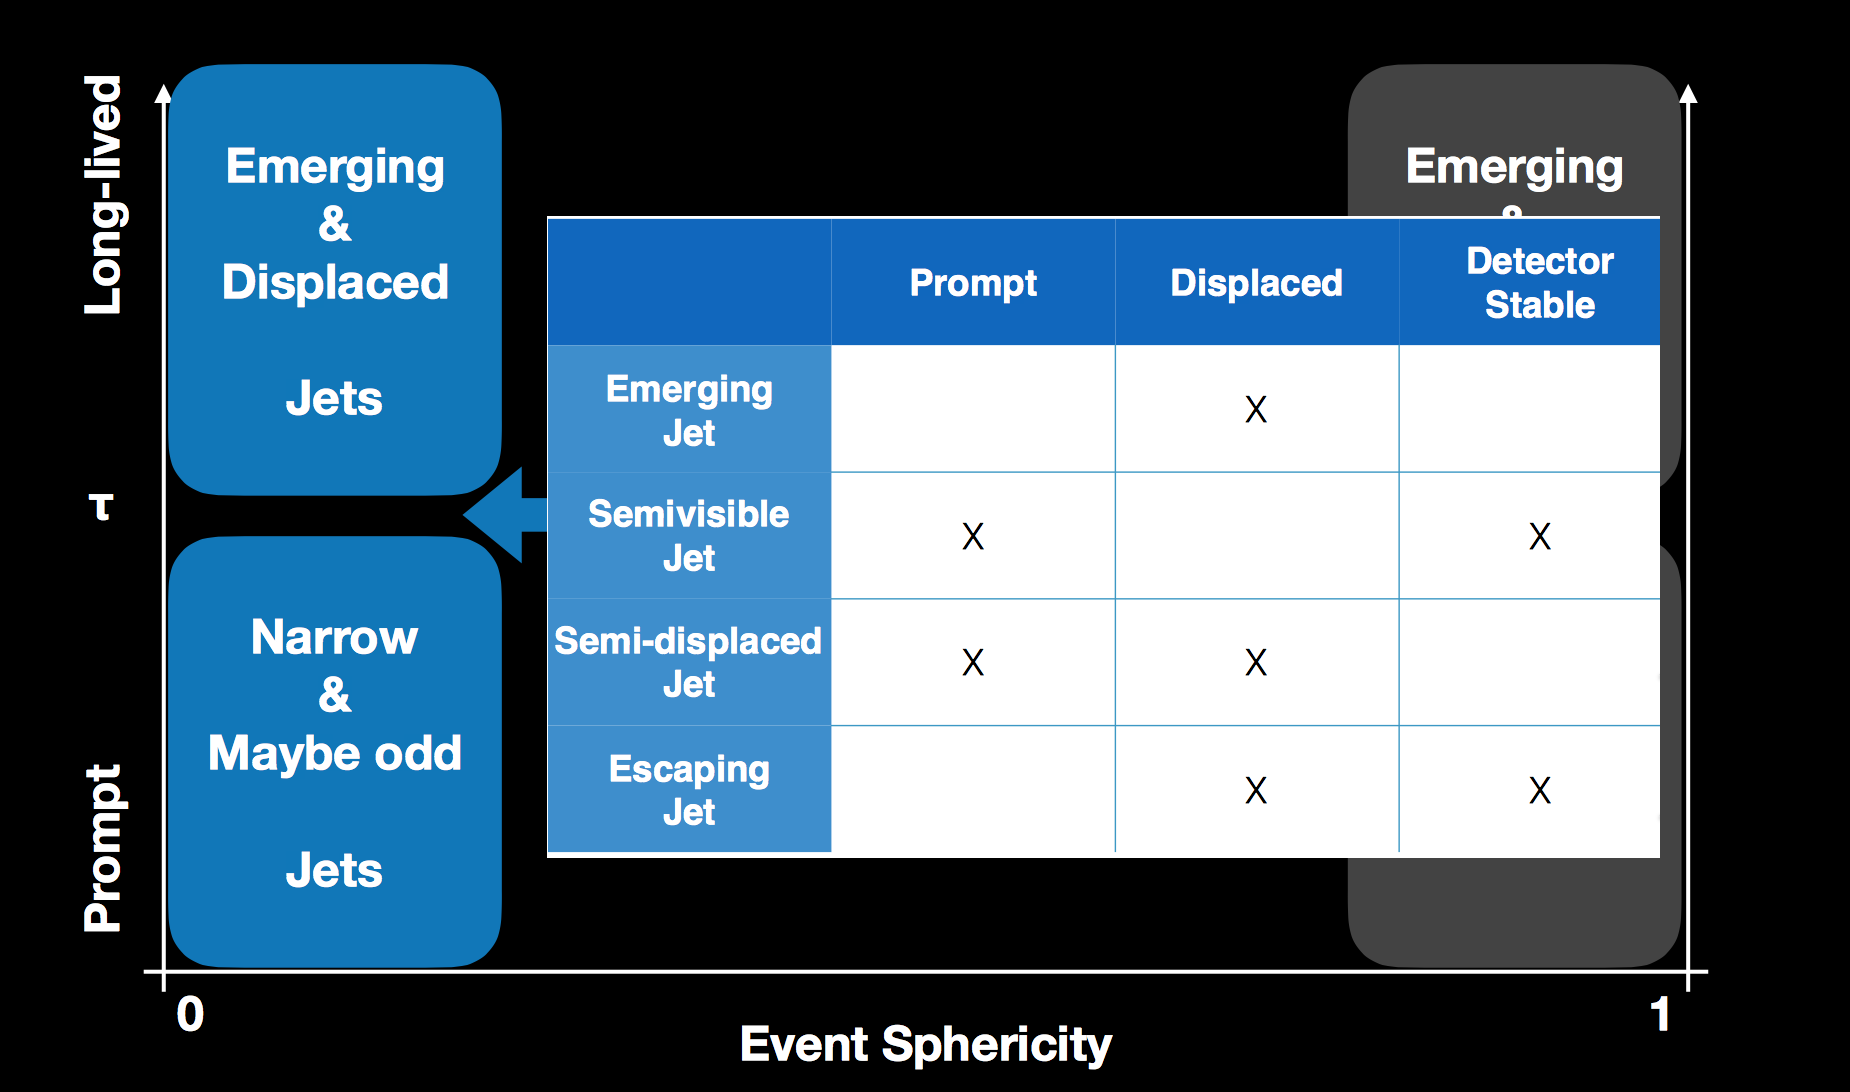 Long-lived
τ
Prompt
Emerging
&
Displaced
Jets
Narrow
&
Maybe odd
Jets
Emerging
&
Prompt Displaced Detector
Stable
Emerging
Jet
X
Semivisible
Jet
X X
Semi-displaced
Jet
X X
Escaping
Jet
X X
0
1
Event Sphericity